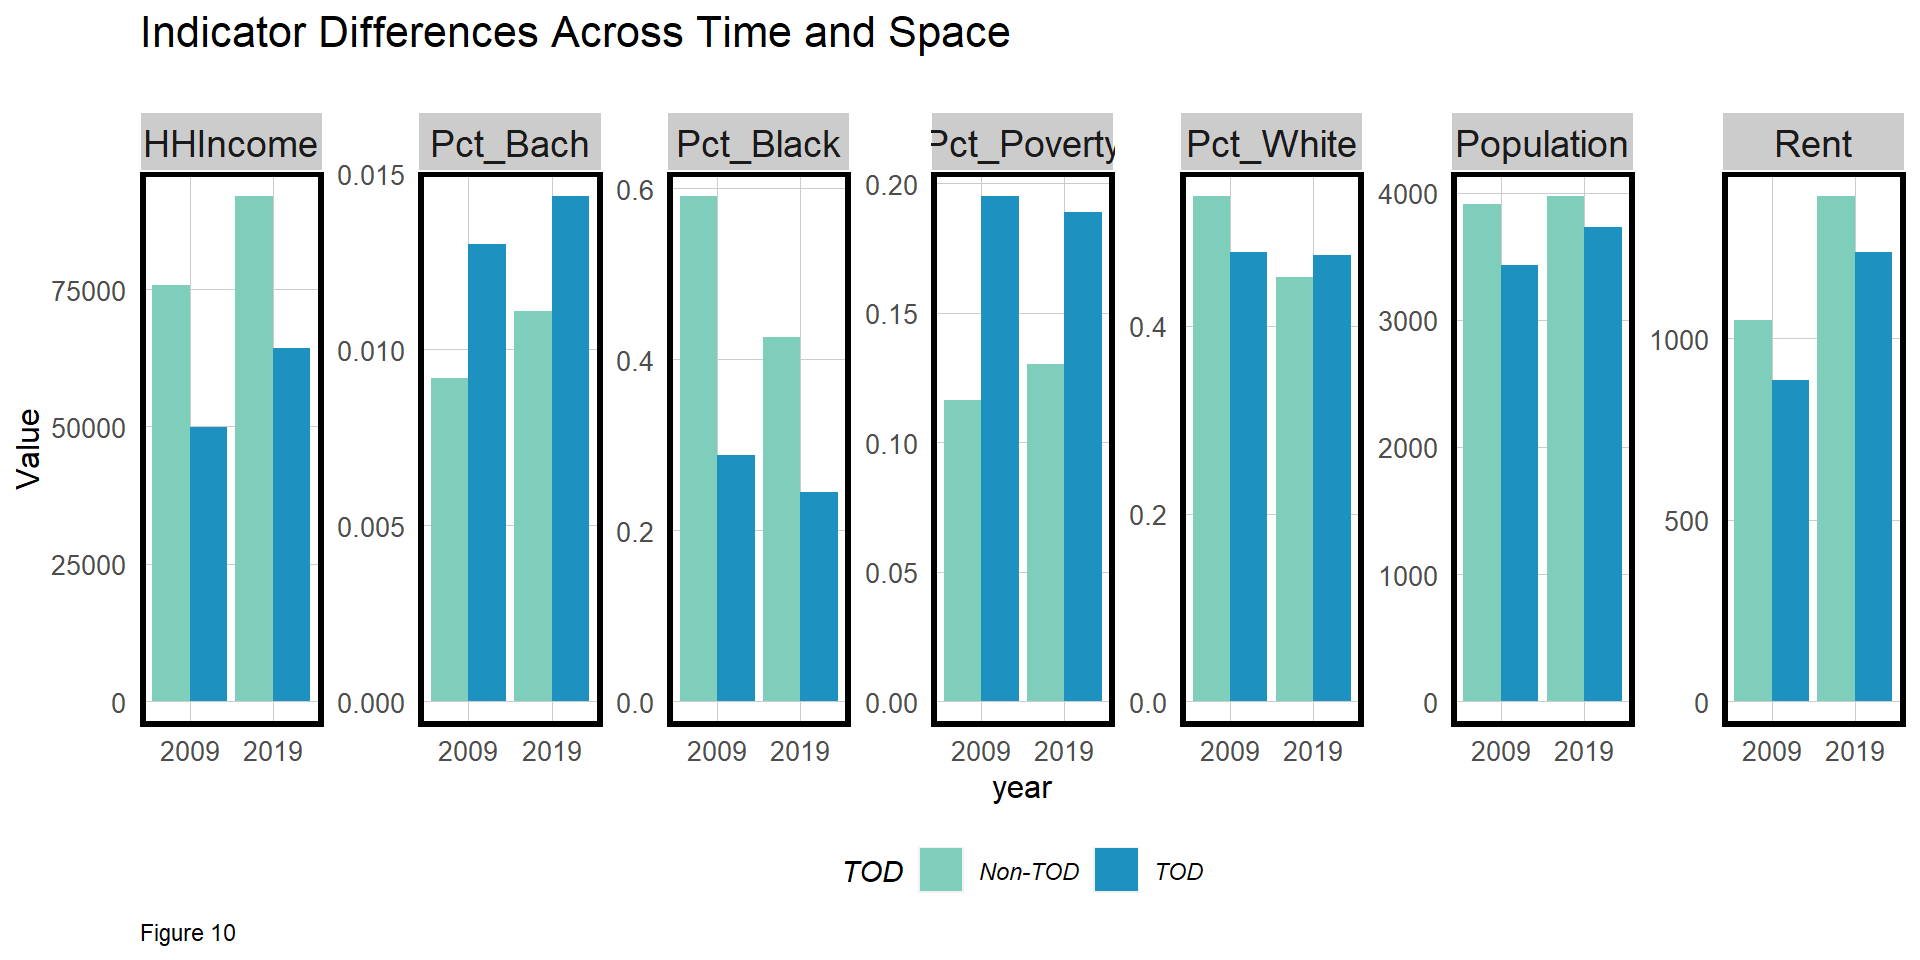 Indicator Differences Across Time and Space
HHIncome
Pct_Bach
Pct_Black
Pct_Poverty
Pct_White
Population
Rent
Value
75000
50000
25000
0
0.015
0.010
0.005
0.000
0.6
0.4
0.2
0.0
0.20
0.15
0.10
0.05
0.00
0.4
0.2
0.0
4000
3000
2000
1000
0
1000
500
0
2009 2019
2009 2019
2009 2019
2009 2019
2009 2019
2009 2019
2009 2019
year
TOD Non-TOD TOD
Figure 10